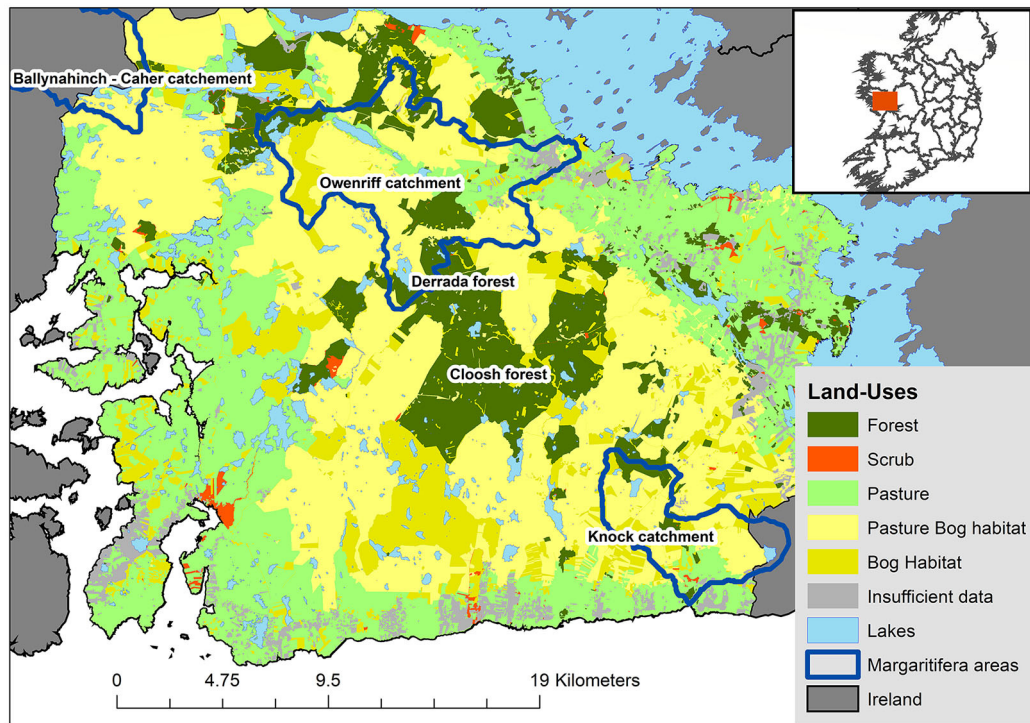 Ballynahinch - Caher catchement
Owenriff catchment
Derrada forest
Cloosh forest
Knock catchment
Land-Uses
Forest
Scrub
Pasture
Pasture Bog habitat
Bog Habitat
Insufficient data
Lakes
Margaritifera areas
Ireland
0 4.75 9.5 19 Kilometers